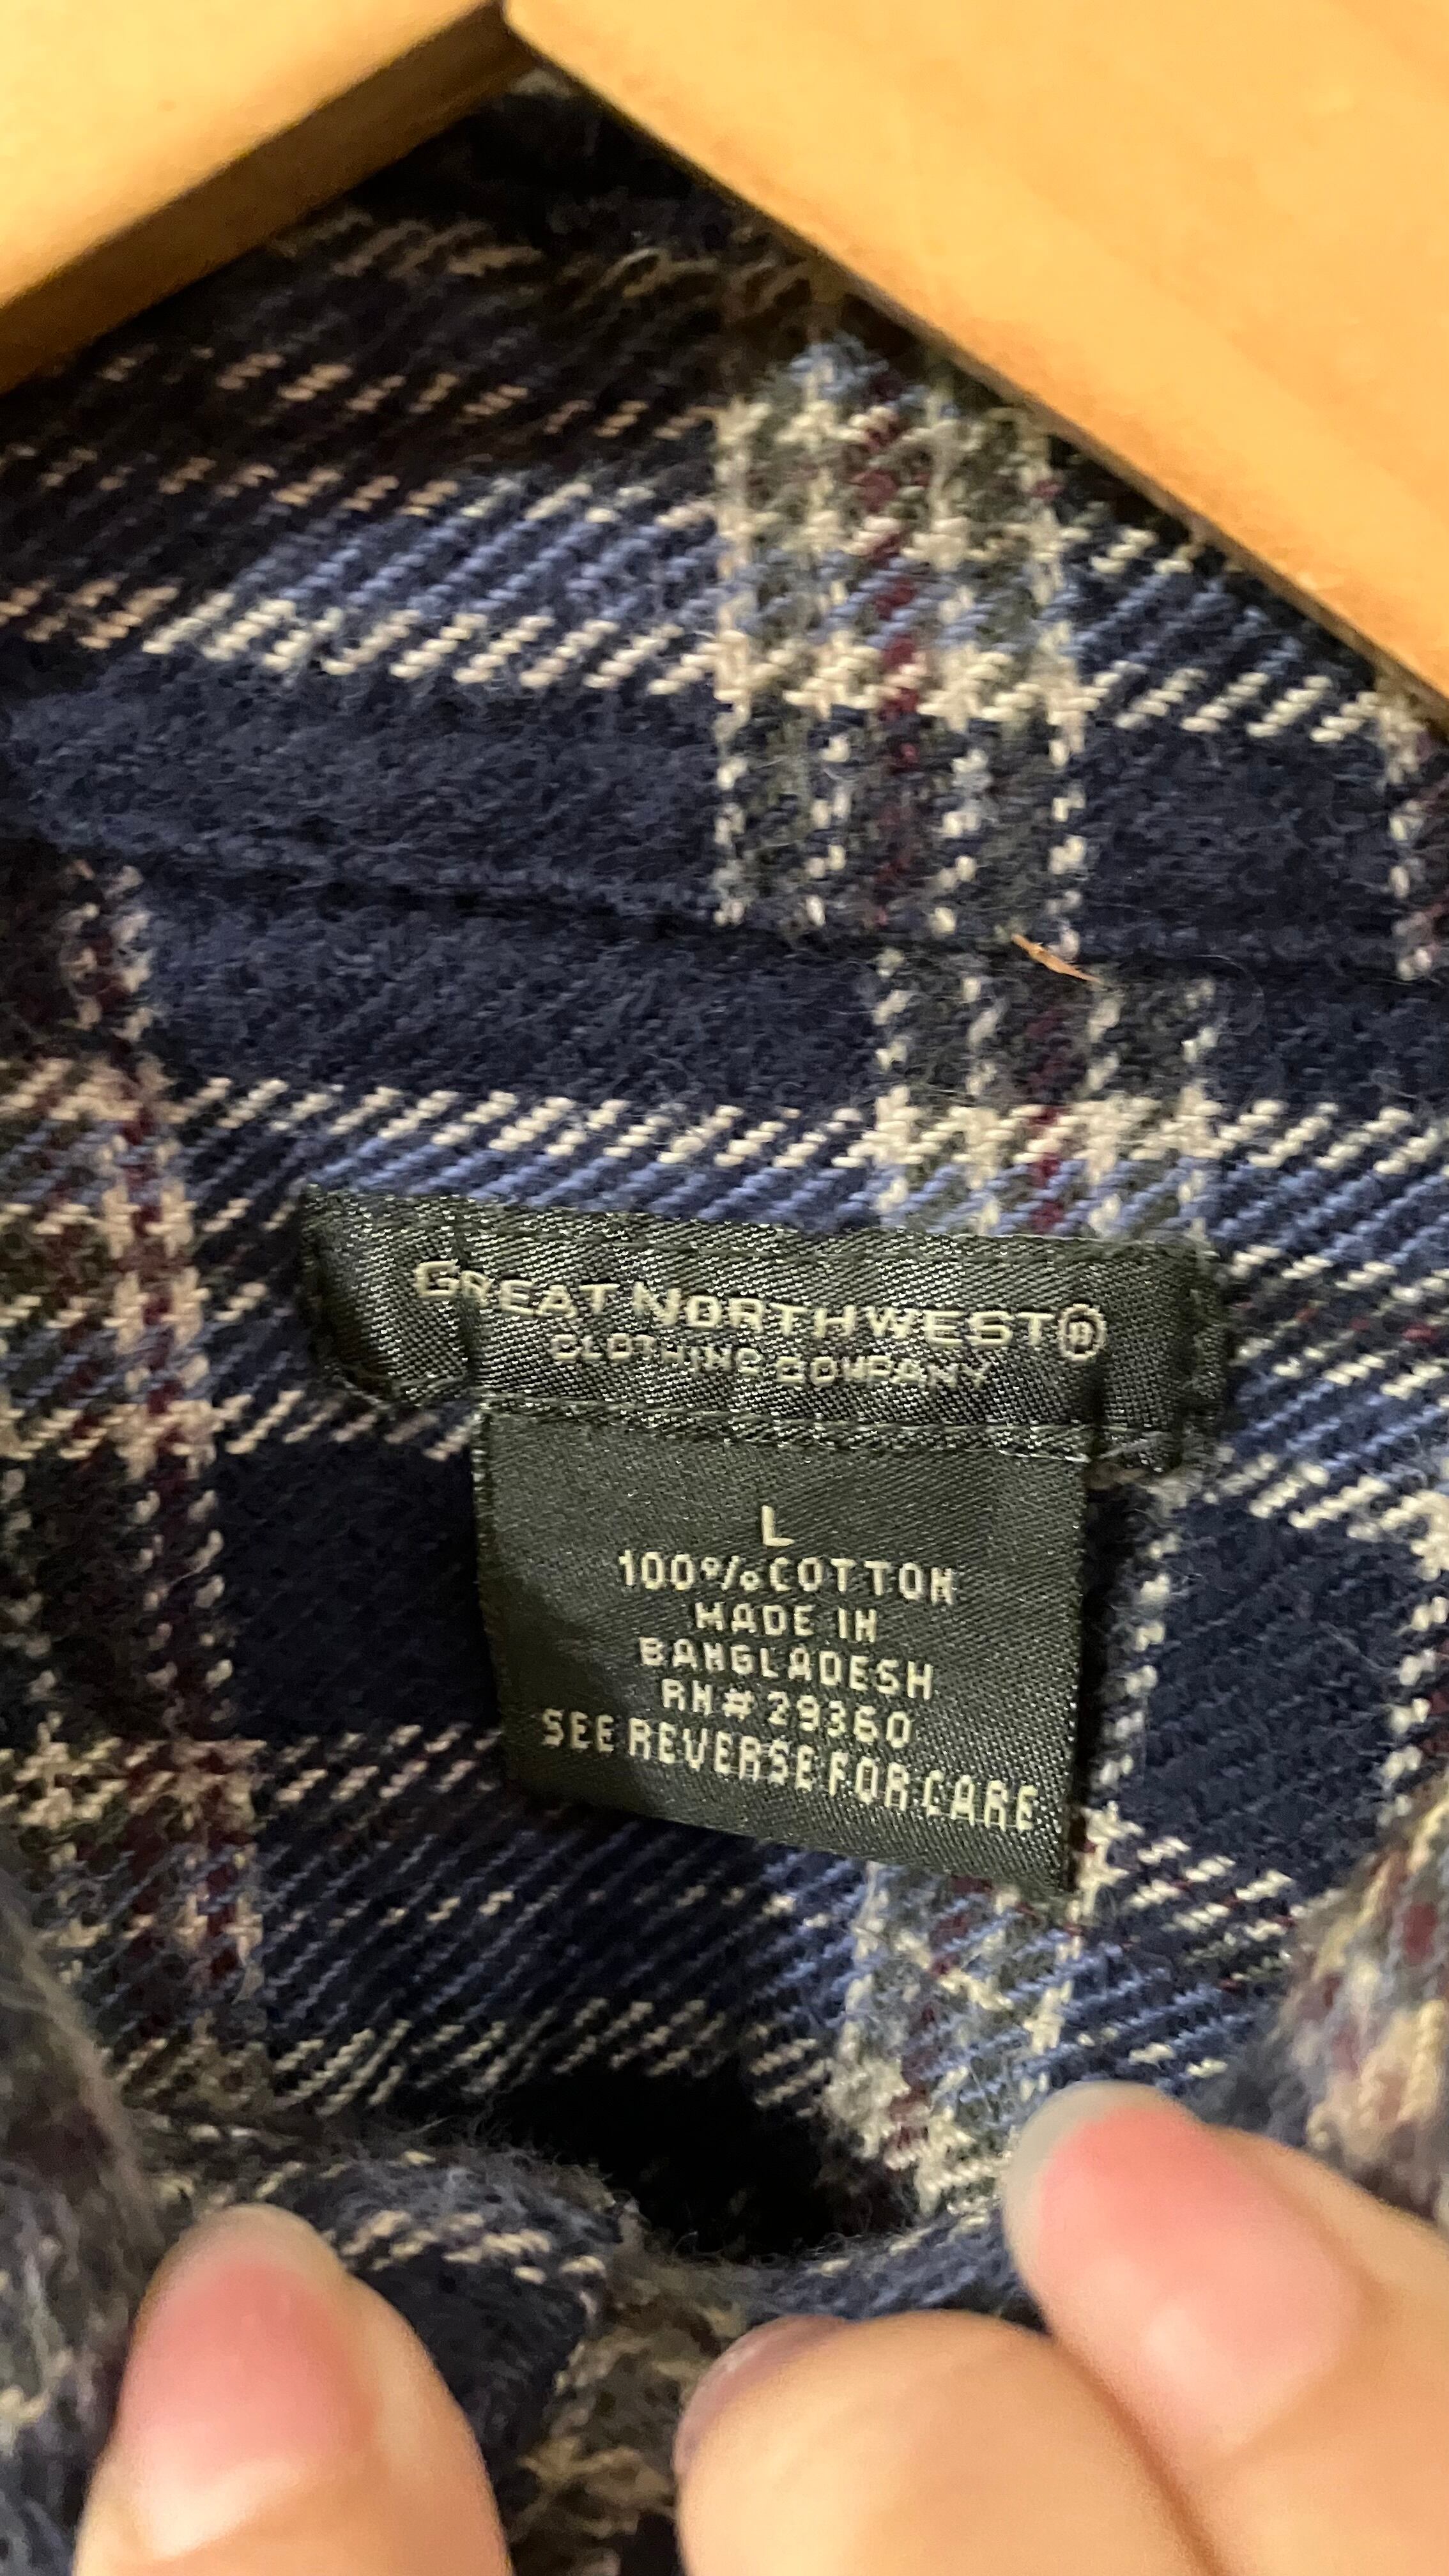 GREAT NORTHWEST®
CLOTHING COMPANY
L
100% COTTON
MADE IN
BANGLADESH
RN# 29360
SEE REVERSE FOR CARE